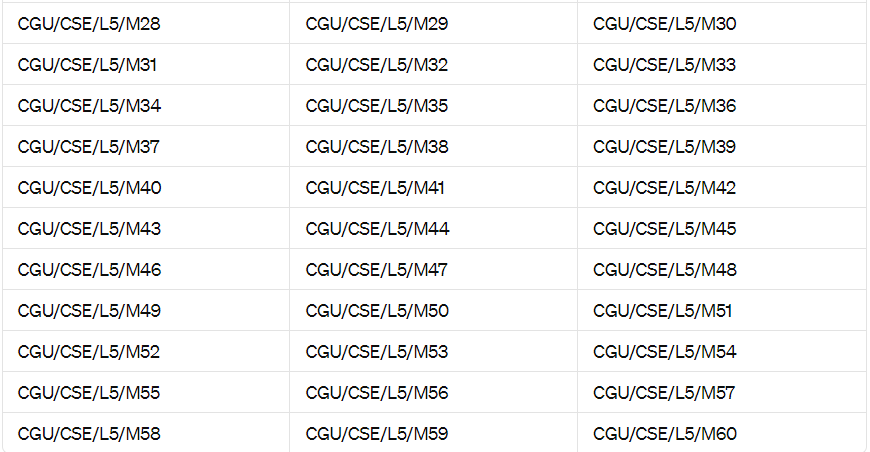 CGU/CSE/L5/M28 CGU/CSE/L5/M29 CGU/CSE/L5/M30
CGU/CSE/L5/M31 CGU/CSE/L5/M32 CGU/CSE/L5/M33
CGU/CSE/L5/M34 CGU/CSE/L5/M35 CGU/CSE/L5/M36
CGU/CSE/L5/M37 CGU/CSE/L5/M38 CGU/CSE/L5/M39
CGU/CSE/L5/M40 CGU/CSE/L5/M41 CGU/CSE/L5/M42
CGU/CSE/L5/M43 CGU/CSE/L5/M44 CGU/CSE/L5/M45
CGU/CSE/L5/M46 CGU/CSE/L5/M47 CGU/CSE/L5/M48
CGU/CSE/L5/M49 CGU/CSE/L5/M50 CGU/CSE/L5/M51
CGU/CSE/L5/M52 CGU/CSE/L5/M53 CGU/CSE/L5/M54
CGU/CSE/L5/M55 CGU/CSE/L5/M56 CGU/CSE/L5/M57
CGU/CSE/L5/M58 CGU/CSE/L5/M59 CGU/CSE/L5/M60